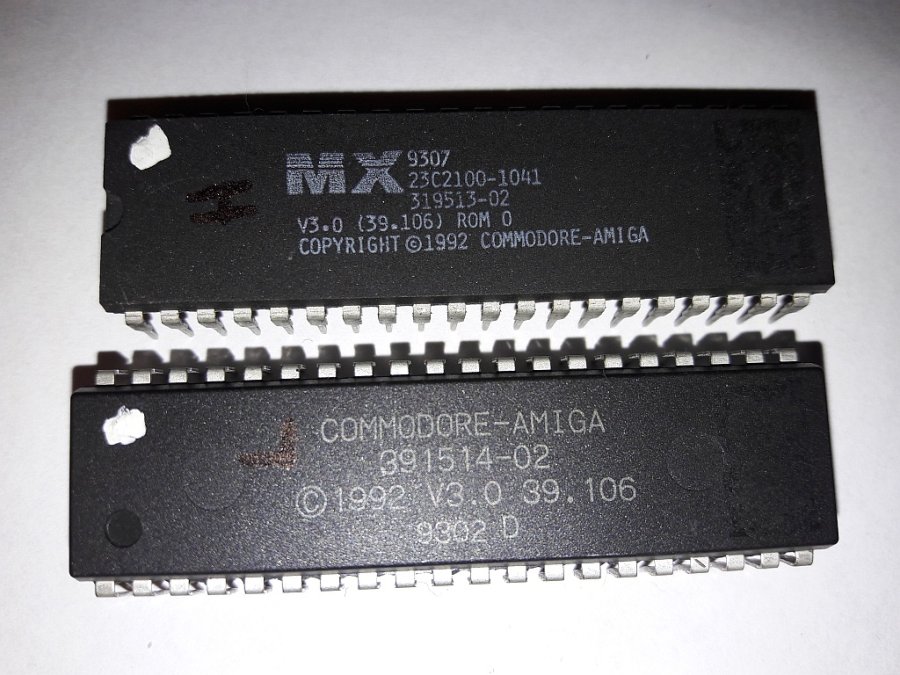 MX 9307
23C2100-1041
319513-02
V3.0 (39.106) ROM 0
COPYRIGHT ©1992 COMMODORE-AMIGA
H
COMMODORE-AMIGA
391514-02
©1992 V3.0 39.106
9302 D
L